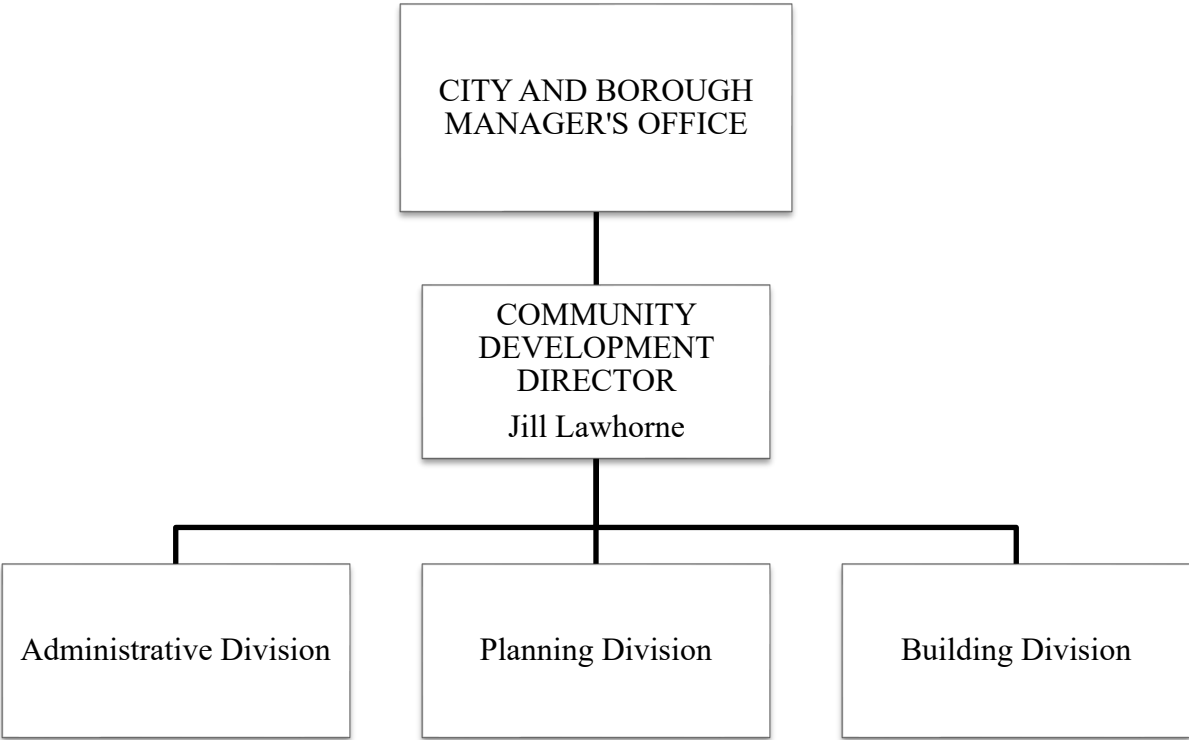 CITY AND BOROUGH
MANAGER'S OFFICE
COMMUNITY
DEVELOPMENT
DIRECTOR
Jill Lawhorne
Administrative Division
Planning Division
Building Division